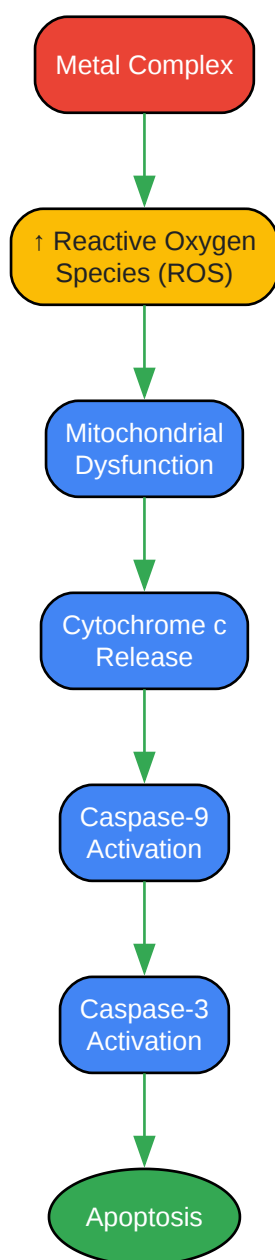 Metal Complex
↑ Reactive Oxygen
Species (ROS)
Mitochondrial
Dysfunction
Cytochrome c
Release
Caspase-9
Activation
Caspase-3
Activation
Apoptosis